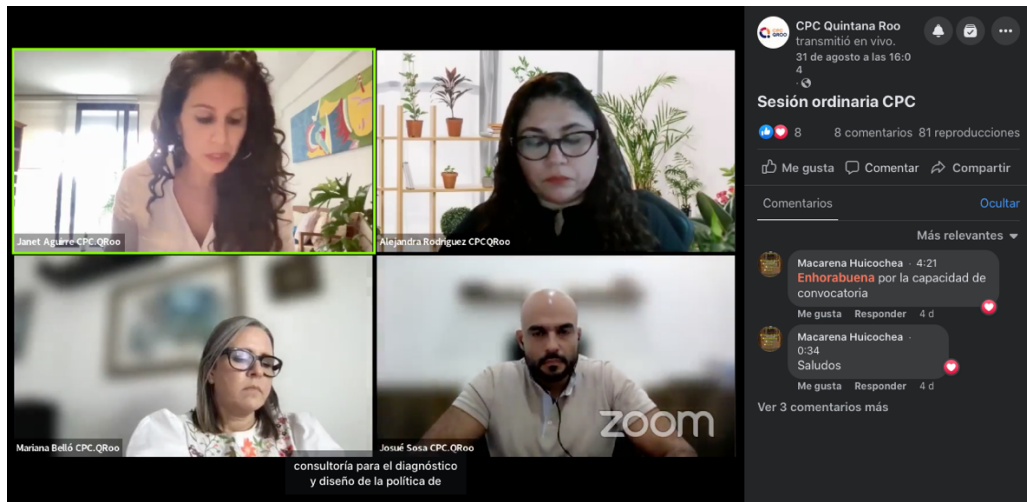 Janet Aguirre CPC.QRoo
Alejandra Rodriguez CPCQRoo
Mariana Belló CPC.QRoo
Josué Sosa CPC.QRoo
zoom
consultoría para el diagnóstico
y diseño de la política de
CPC Quintana Roo
transmitió en vivo.
31 de agosto a las 16:0
4
·
Sesión ordinaria CPC
8
8 comentarios 81 reproducciones
Me gusta Comentar Compartir
Comentarios
Ocultar
Más relevantes
Macarena Huicochea · 4:21
Enhorabuena por la capacidad de
convocatoria
Me gusta Responder 4 d
Macarena Huicochea ·
0:34
Saludos
Me gusta Responder 4 d
Ver 3 comentarios más